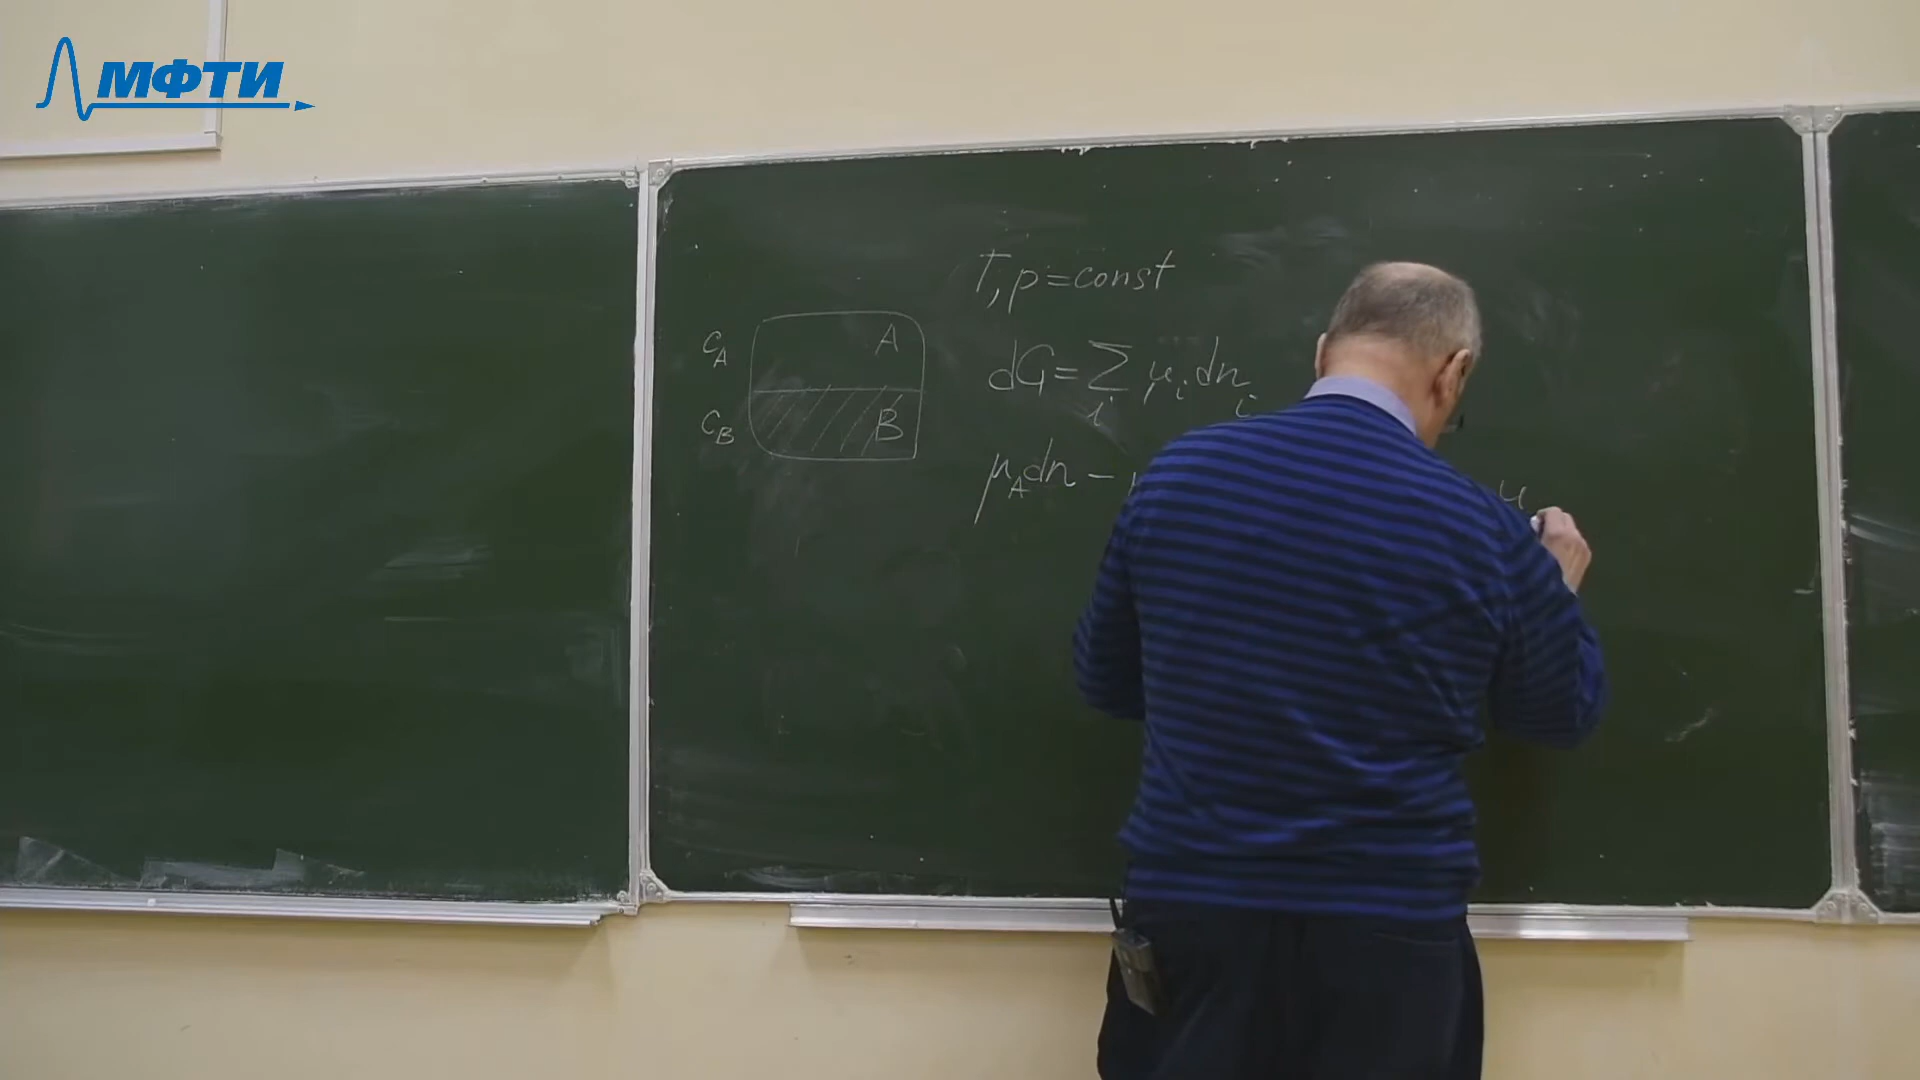 МФТИ
T, p = const
C_A A
dG = ∑_i μ_i dn_i
C_B B
μ_A dn − μ